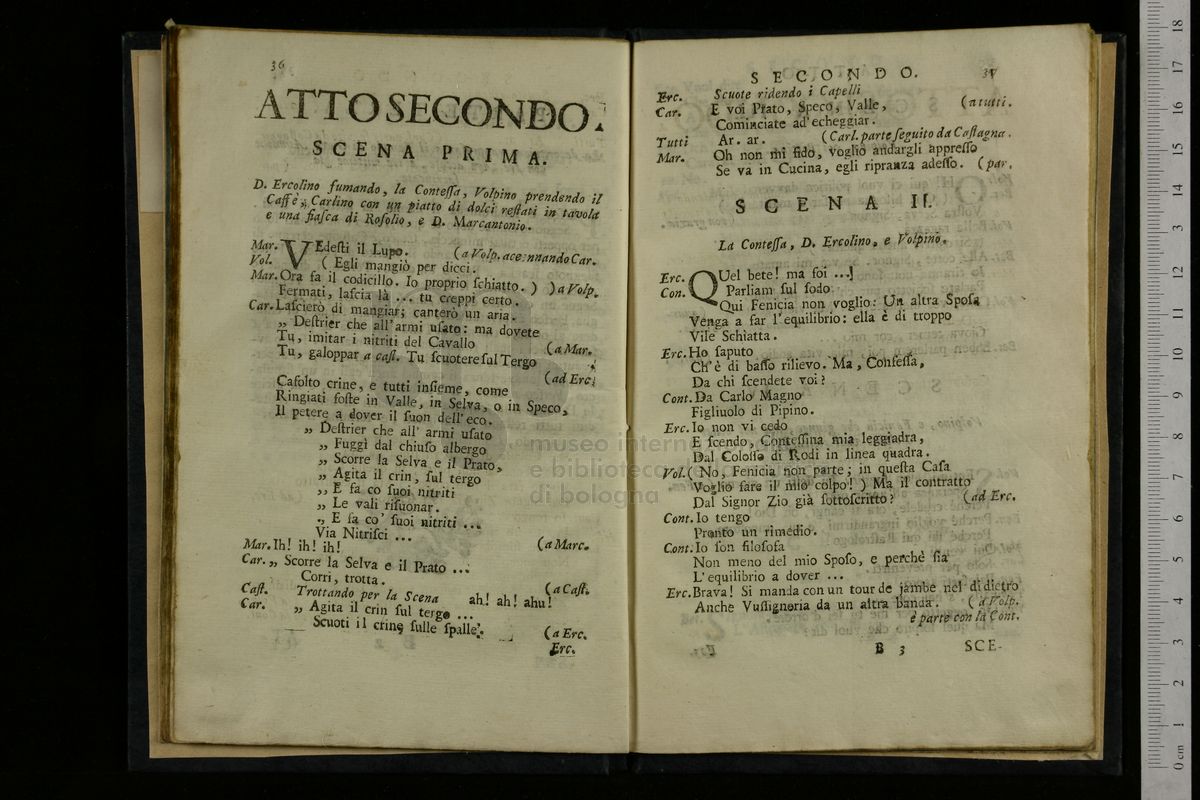 36
ATTO SECONDO.
SCENA PRIMA.
D. Ercolino fumando, la Contessa, Volpino prendendo il
Caffè, Carlino con un piatto di dolci restati in tavola
e una fiasca di Rosolio, e D. Marcantonio.
Mar. VEdesti il Lupo. (a Volp. acennando Car.
Vol. ( Egli mangiò per dicci.
Mar. Ora fa il codicillo. Io proprio schiatto. ) )a Volp.
Fermati, lascia là ... tu creppi certo.
Car. Lascierò di mangiar; canterò un aria.
„ Destrier che all'armi usato: ma dovete
Tu, imitar i nitriti del Cavallo (a Mar.
Tu, galoppar a cast. Tu scuotere sul Tergo
(ad Erc.
Casolto crine, e tutti insieme, come
Ringiati foste in Valle, in Selva, o in Speco,
Il petere a dover il suon dell'eco.
„ Destrier che all' armi usato
„ Fuggì dal chiuso albergo
„ Scorre la Selva e il Prato,
„ Agita il crin, sul tergo
„ E fa co suoi nitriti
„ Le vali risuonar.
„ E fa co' suoi nitriti ...
Via Nitrisci ...
(a Marc.
Mar. Ih! ih! ih!
Car. „ Scorre la Selva e il Prato ...
Corri, trotta. (a Cast.
Cast. Trottando per la Scena ah! ah! ahu!
Car. „ Agita il crin sul tergo ...
Scuoti il crine sulle spalle. (a Erc.
Erc.
SECONDO. 37
Erc. Scuote ridendo i Capelli
Car. E voi Prato, Speco, Valle, (a tutti.
Cominciate ad'echeggiar.
Tutti Ar. ar. (Carl. parte seguito da Castagna.
Mar. Oh non mi fido, voglio andargli appresso
Se va in Cucina, egli ripranza adesso. (par.
SCENA II.
La Contessa, D. Ercolino, e Volpino.
Erc. QUel bete! ma foi ...
Con. Parliam sul sodo.
Qui Fenicia non voglio: Un altra Sposa
Venga a far l'equilibrio: ella è di troppo
Vile Schiatta.
Erc. Ho saputo
Ch'è di basso rilievo. Ma, Contessa,
Da chi scendete voi?
Cont. Da Carlo Magno
Figliuolo di Pipino.
Erc. Io non vi cedo
E scendo, Contessina mia leggiadra,
Dal Colosso di Rodi in linea quadra.
Vol. ( No, Fenicia non parte; in questa Casa
Voglio fare il mio colpo! ) Ma il contratto
Dal Signor Zio già sottoscritto? (ad Erc.
Cont. Io tengo
Pronto un rimedio.
Cont. Io son filosofa
Non meno del mio Sposo, e perchè sia
L'equilibrio a dover ...
Erc. Brava! Si manda con un tour de jambe nel didietro
Anche Vussignoria da un altra banda. (a Volp.
è parte con la Cont.
B 3 SCE-
museo intern
e bibliotec
di bologna